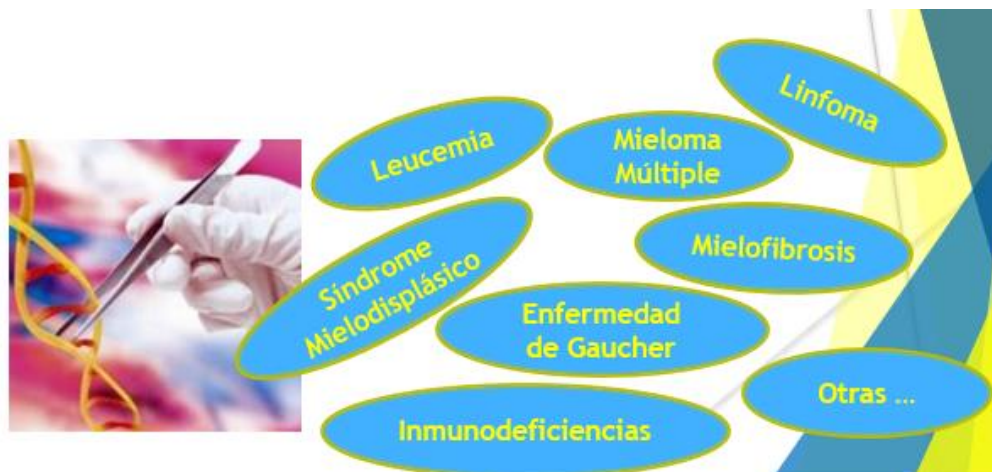 Linfoma
Leucemia
Mieloma
Múltiple
Síndrome
Mielodisplásico
Mielofibrosis
Enfermedad
de Gaucher
Otras ...
Inmunodeficiencias